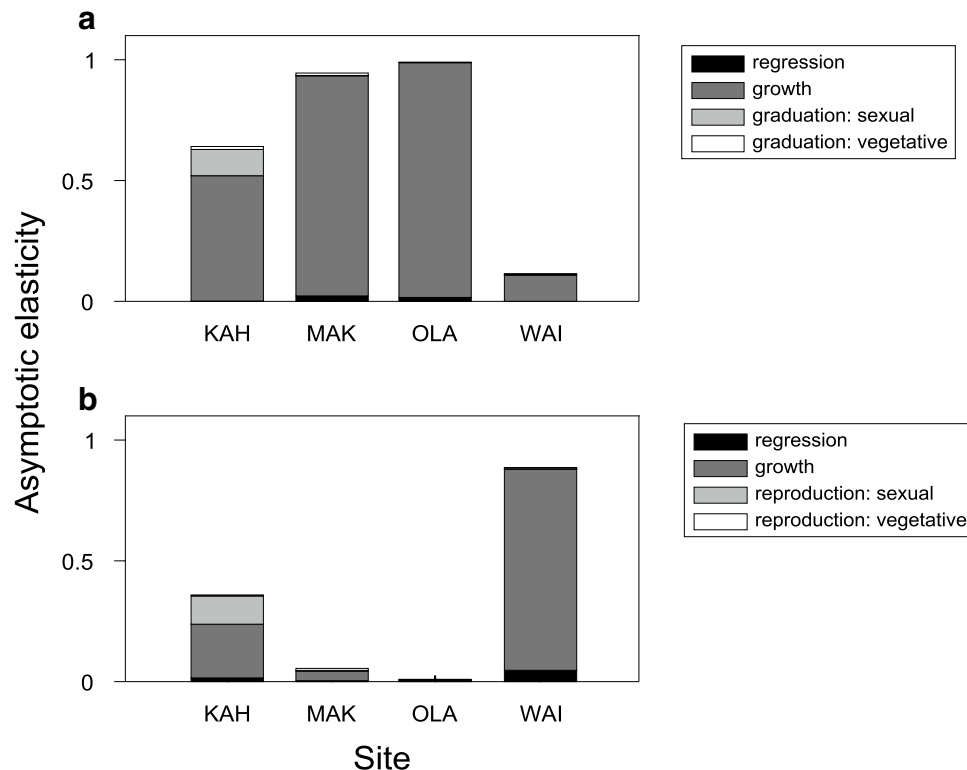 a
1
0.5
0
KAH MAK OLA WAI
regression
growth
graduation: sexual
graduation: vegetative
Asymptotic elasticity
b
1
0.5
0
KAH MAK OLA WAI
regression
growth
reproduction: sexual
reproduction: vegetative
Site